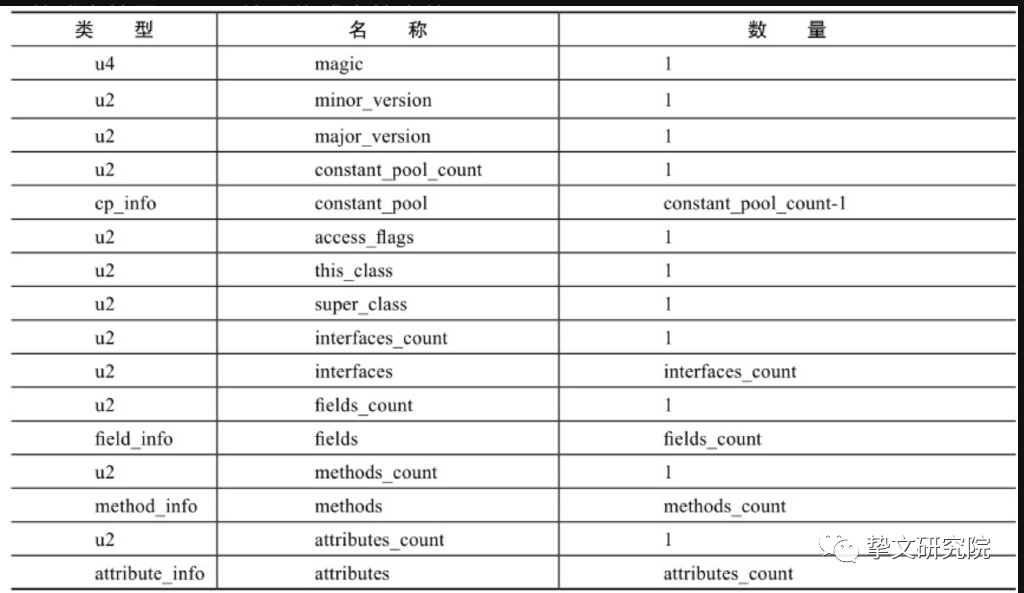 类 型 名 称 数 量
u4 magic 1
u2 minor_version 1
u2 major_version 1
u2 constant_pool_count 1
cp_info constant_pool constant_pool_count-1
u2 access_flags 1
u2 this_class 1
u2 super_class 1
u2 interfaces_count 1
u2 interfaces interfaces_count
u2 fields_count 1
field_info fields fields_count
u2 methods_count 1
method_info methods methods_count
u2 attributes_count 1
挚文研究院
attribute_info attributes attributes_count